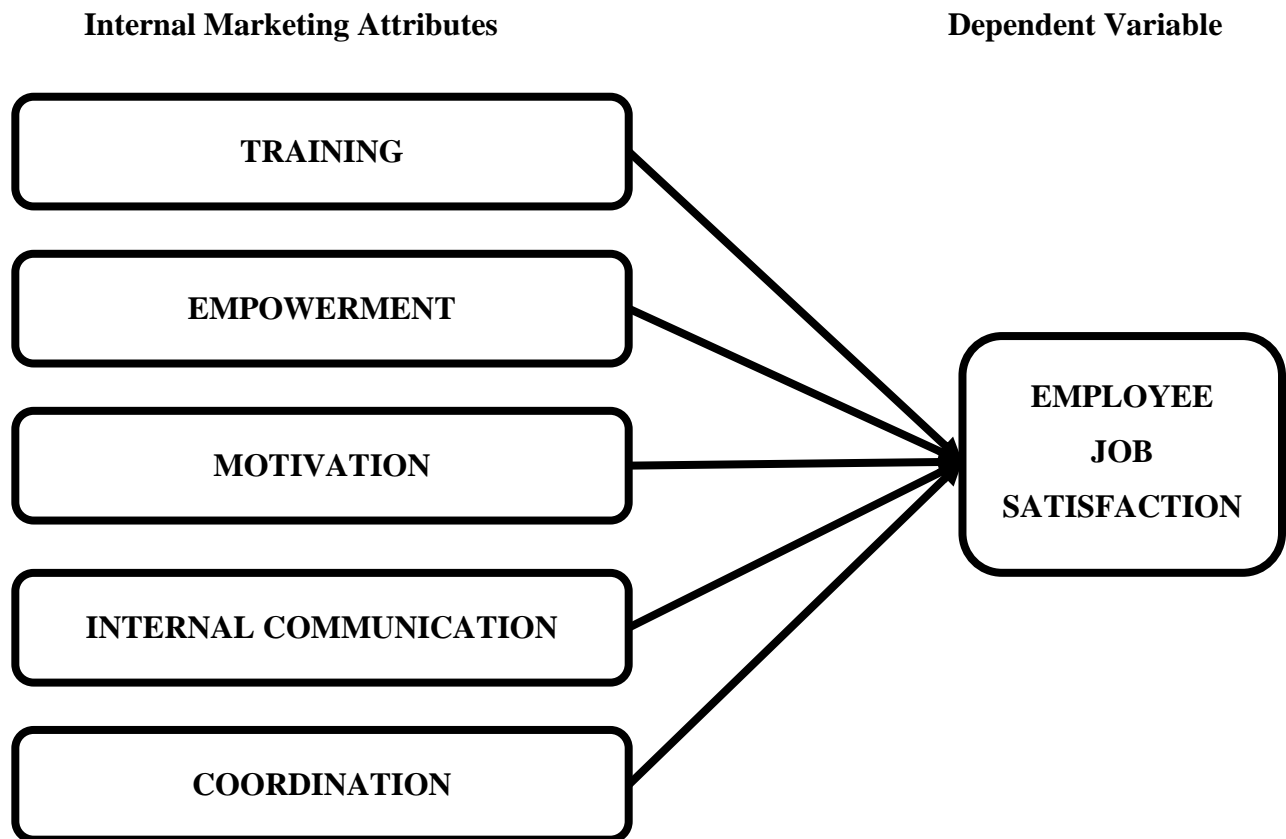 Internal Marketing Attributes
Dependent Variable
TRAINING
EMPOWERMENT
MOTIVATION
INTERNAL COMMUNICATION
COORDINATION
EMPLOYEE
JOB
SATISFACTION